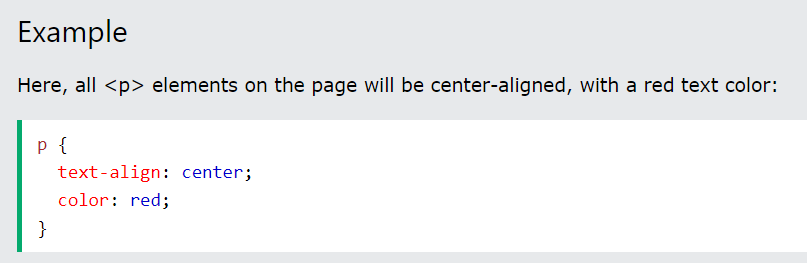 Example
Here, all <p> elements on the page will be center-aligned, with a red text color:
p {
  text-align: center;
  color: red;
}